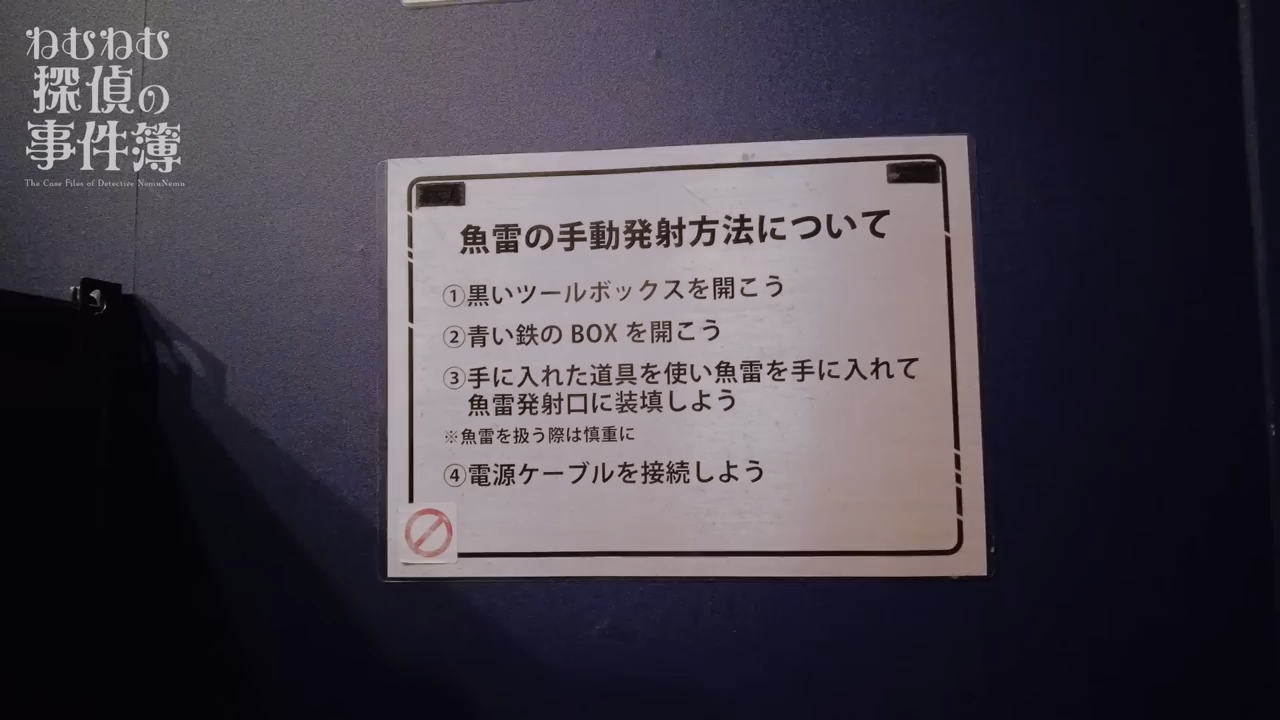 ねむねむ
探偵の
事件簿
The Case Files of Detective NemuNemu
魚雷の手動発射方法について
①黒いツールボックスを開こう
②青い鉄の BOX を開こう
③手に入れた道具を使い魚雷を手に入れて
魚雷発射口に装填しよう
※魚雷を扱う際は慎重に
④電源ケーブルを接続しよう